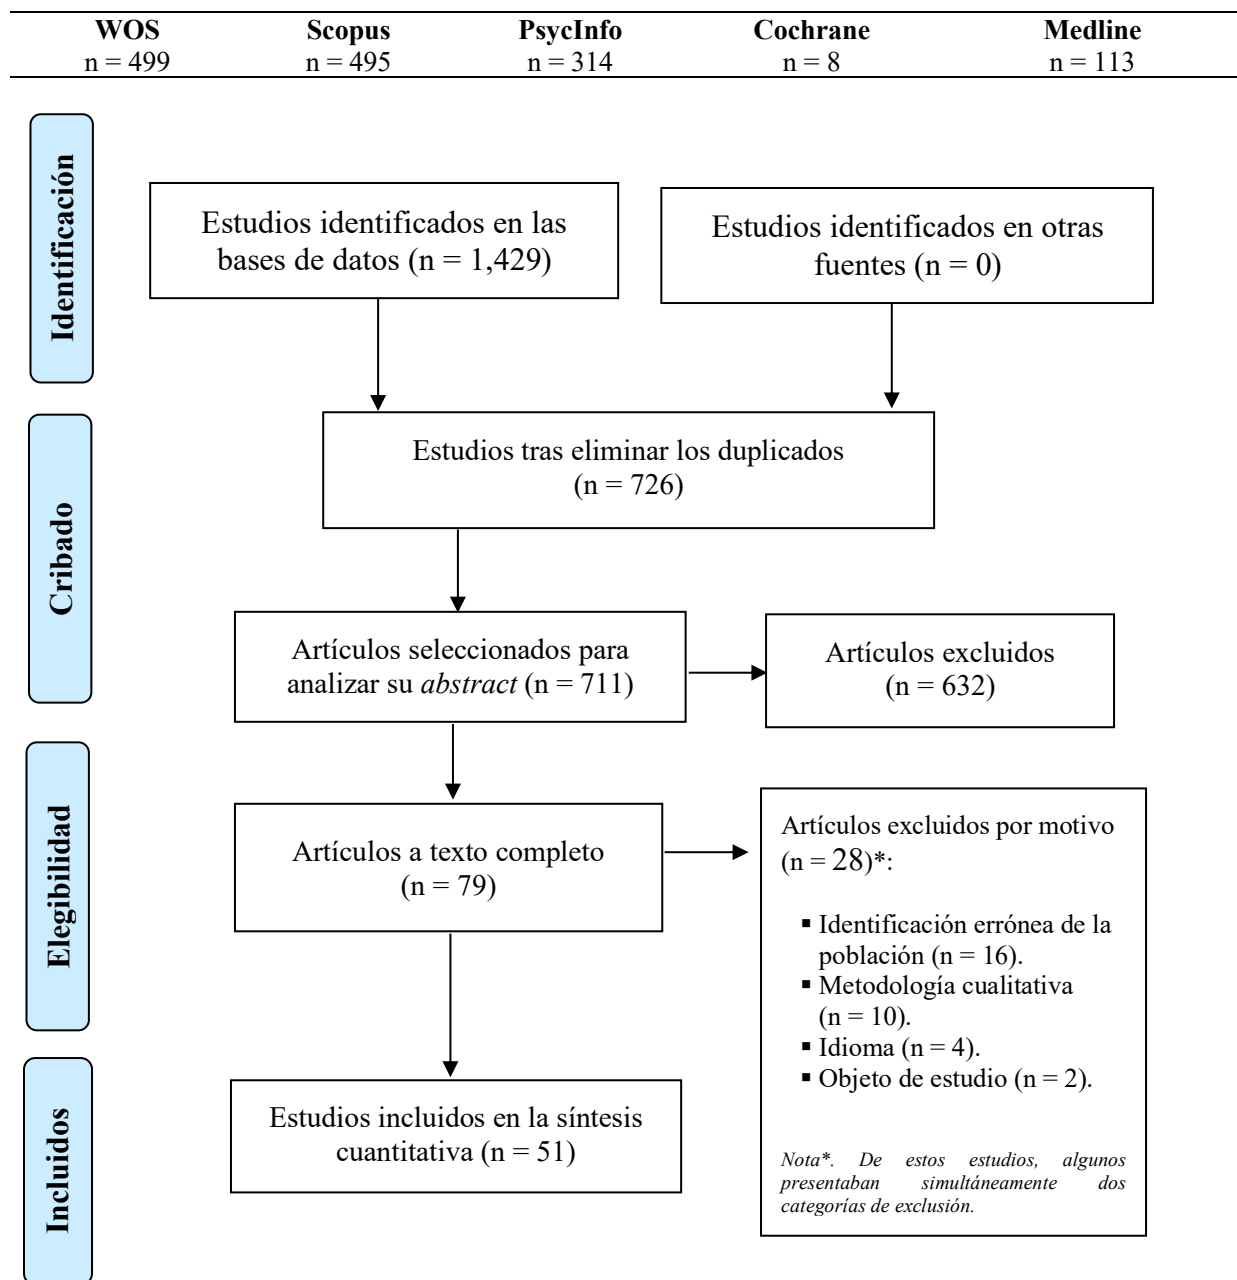 WOS Scopus PsycInfo Cochrane Medline
n = 499 n = 495 n = 314 n = 8 n = 113
Identificación
Estudios identificados en las
bases de datos (n = 1,429)
Estudios identificados en otras
fuentes (n = 0)
Cribado
Estudios tras eliminar los duplicados
(n = 726)
Artículos seleccionados para
analizar su abstract (n = 711)
Artículos excluidos
(n = 632)
Elegibilidad
Artículos a texto completo
(n = 79)
Artículos excluidos por motivo
(n = 28)*:
▪ Identificación errónea de la
población (n = 16).
▪ Metodología cualitativa
(n = 10).
▪ Idioma (n = 4).
▪ Objeto de estudio (n = 2).
Nota*. De estos estudios, algunos
presentaban simultáneamente dos
categorías de exclusión.
Incluidos
Estudios incluidos en la síntesis
cuantitativa (n = 51)